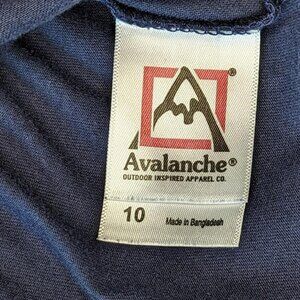 Avalanche®
OUTDOOR INSPIRED APPAREL CO.
10
Made in Bangladesh